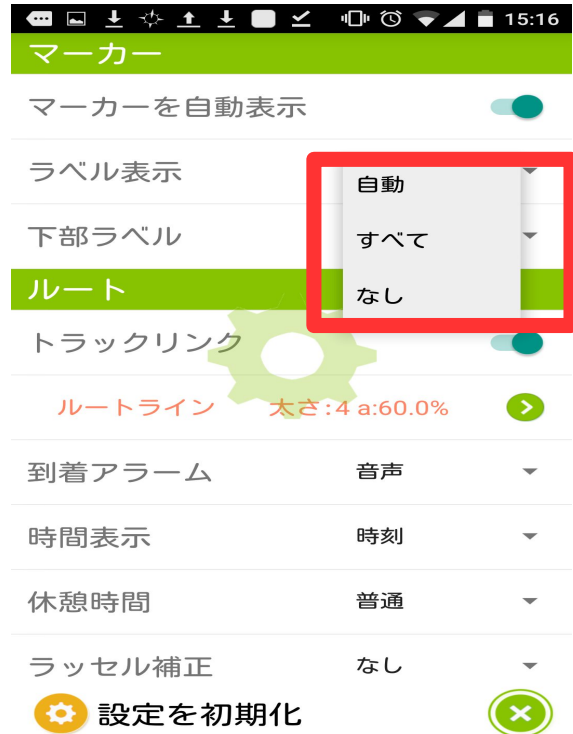 15:16
マーカー
マーカーを自動表示
ラベル表示
自動
下部ラベル
すべて
ルート
なし
トラックリンク
ルートライン 太さ:4 a:60.0%
到着アラーム 音声
時間表示 時刻
休憩時間 普通
ラッセル補正 なし
設定を初期化